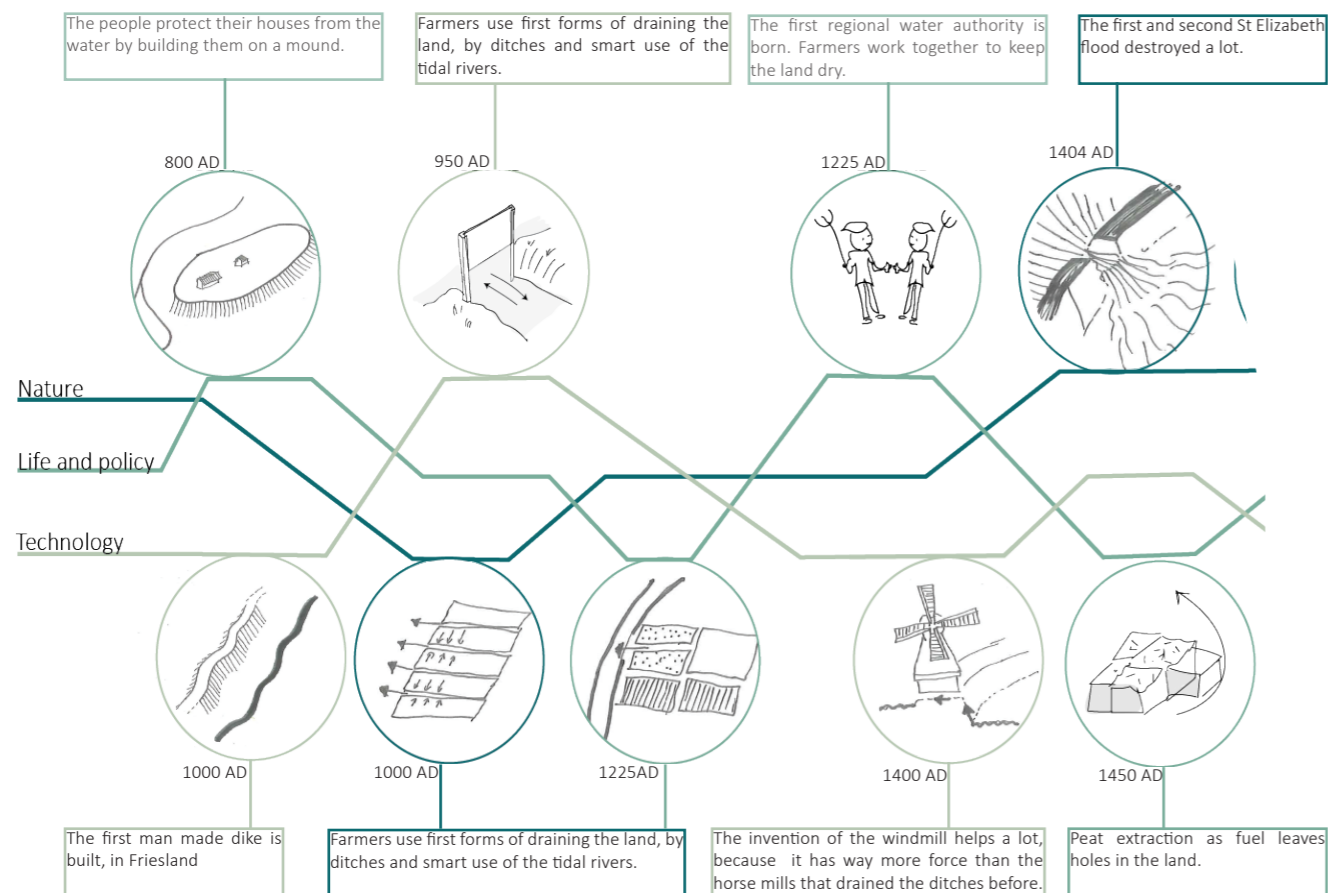 The people protect their houses from the
water by building them on a mound.
Farmers use first forms of draining the
land, by ditches and smart use of the
tidal rivers.
The first regional water authority is
born. Farmers work together to keep
the land dry.
The first and second St Elizabeth
flood destroyed a lot.
800 AD
950 AD
1225 AD
1404 AD
Nature
Life and policy
Technology
1000 AD
1000 AD
1225AD
1400 AD
1450 AD
The first man made dike is
built, in Friesland
Farmers use first forms of draining the land, by
ditches and smart use of the tidal rivers.
The invention of the windmill helps a lot,
because it has way more force than the
horse mills that drained the ditches before.
Peat extraction as fuel leaves
holes in the land.